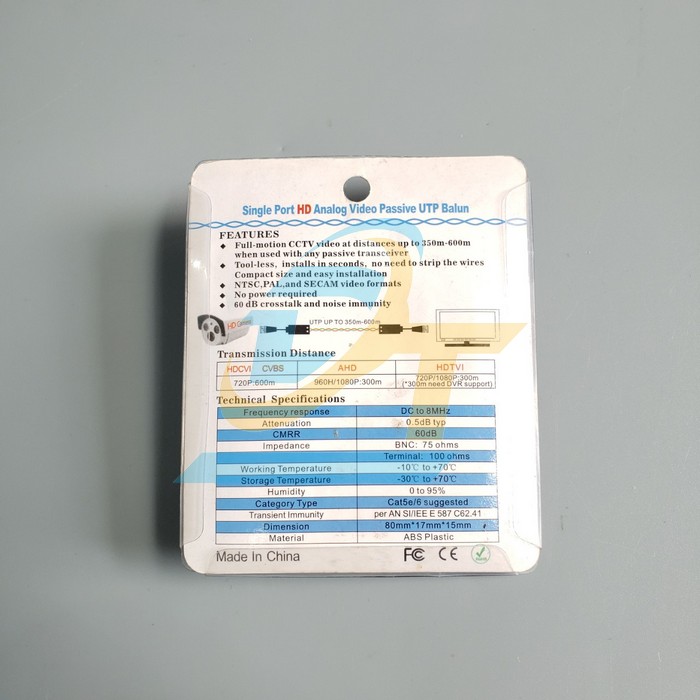 Single Port HD Analog Video Passive UTP Balun
FEATURES
◆ Full-motion CCTV video at distances up to 350m-600m
when used with any passive transceiver
◆ Tool-less, installs in seconds, no need to strip the wires
Compact size and easy installation
◆ NTSC,PAL,and SECAM video formats
◆ No power required
◆ 60 dB crosstalk and noise immunity
HD Camera
UTP UP TO 350m-600m
Transmission Distance
HDCVI CVBS AHD HDTVI
720P:600m 960H/1080P:300m 720P/1080P:300m
(*300m need DVR support)
Technical Specifications
Frequency response DC to 8MHz
Attenuation 0.5dB typ
CMRR 60dB
Impedance BNC: 75 ohms
Terminal: 100 ohms
Working Temperature -10℃ to +70℃
Storage Temperature -30℃ to +70℃
Humidity 0 to 95%
Category Type Cat5e/6 suggested
Transient Immunity per AN SI/IEE E 587 C62.41
Dimension 80mm*17mm*15mm
Material ABS Plastic
Made In China FC CE
DT